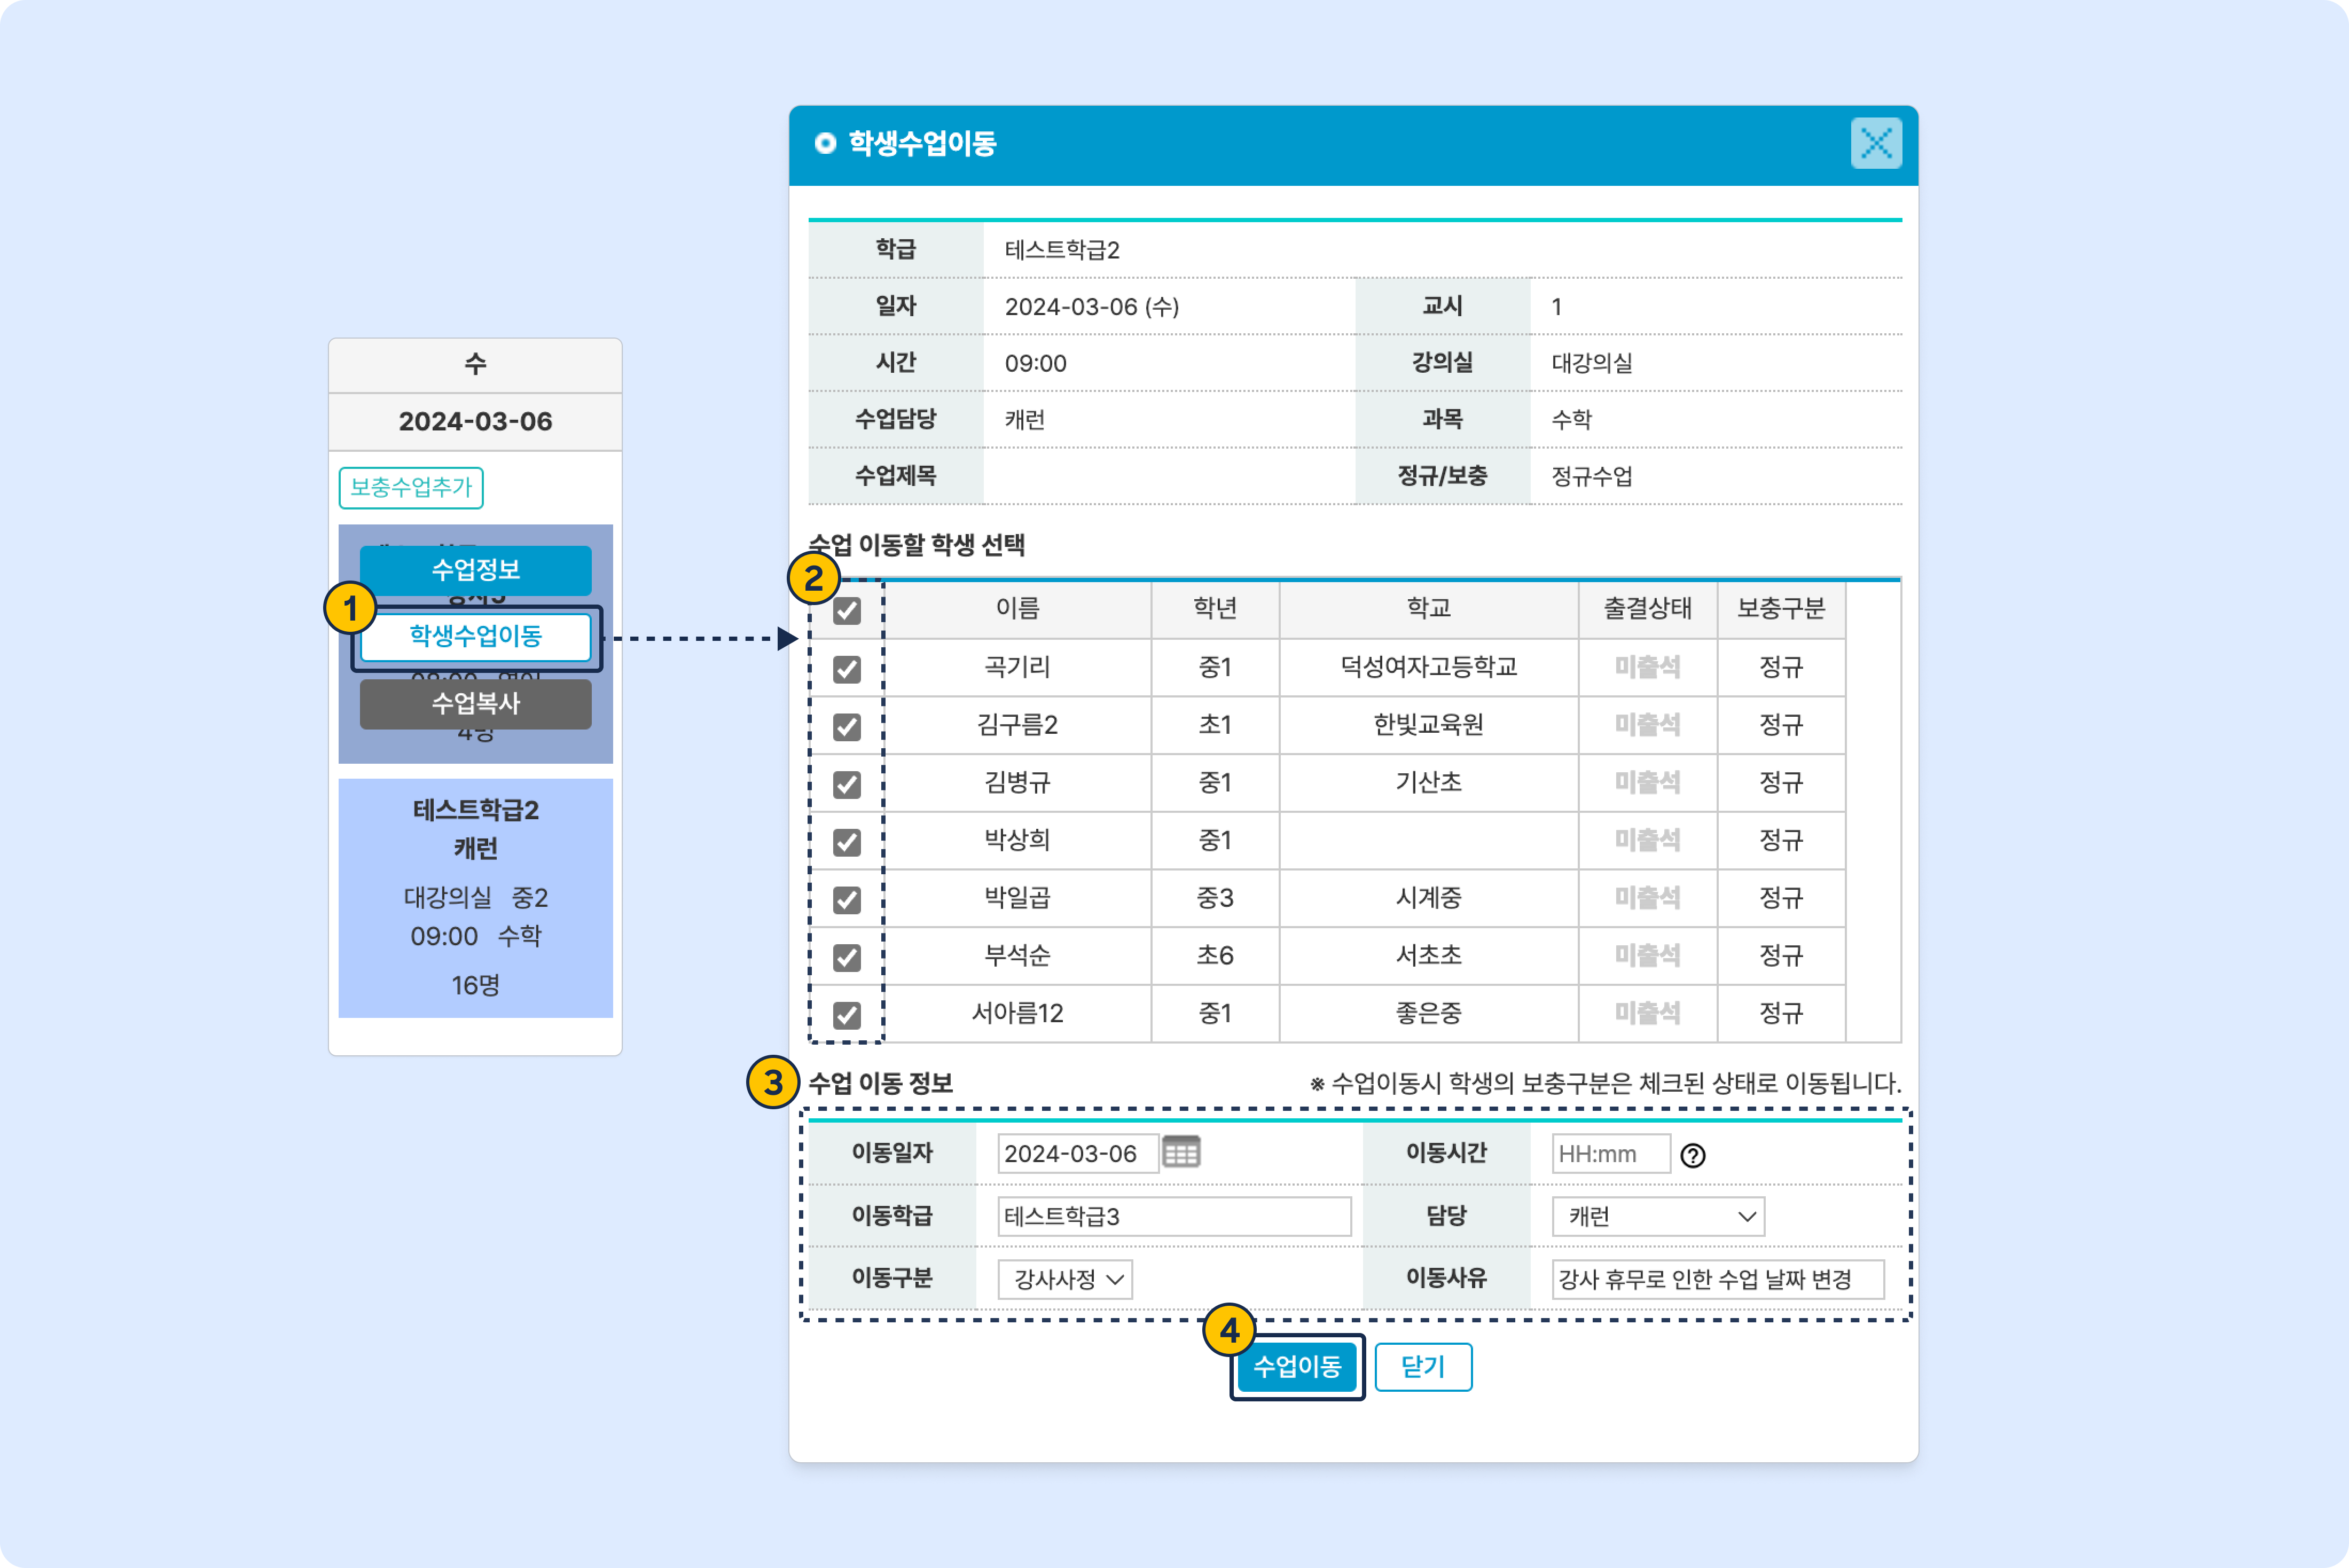 수
2024-03-06
보충수업추가
수업정보
1
학생수업이동
수업복사
4명
테스트학급2
캐런
대강의실 중2
09:00 수학
16명
학생수업이동
학급 테스트학급2
일자 2024-03-06 (수) 교시 1
시간 09:00 강의실 대강의실
수업담당 캐런 과목 수학
수업제목 정규/보충 정규수업
수업 이동할 학생 선택
2
이름 학년 학교 출결상태 보충구분
곡기리 중1 덕성여자고등학교 미출석 정규
김구름2 초1 한빛교육원 미출석 정규
김병규 중1 기산초 미출석 정규
박상희 중1 미출석 정규
박일곱 중3 시계중 미출석 정규
부석순 초6 서초초 미출석 정규
서아름12 중1 좋은중 미출석 정규
3 수업 이동 정보 ※ 수업이동시 학생의 보충구분은 체크된 상태로 이동됩니다.
이동일자 2024-03-06 이동시간 HH:mm ?
이동학급 테스트학급3 담당 캐런
이동구분 강사사정 이동사유 강사 휴무로 인한 수업 날짜 변경
4
수업이동 닫기